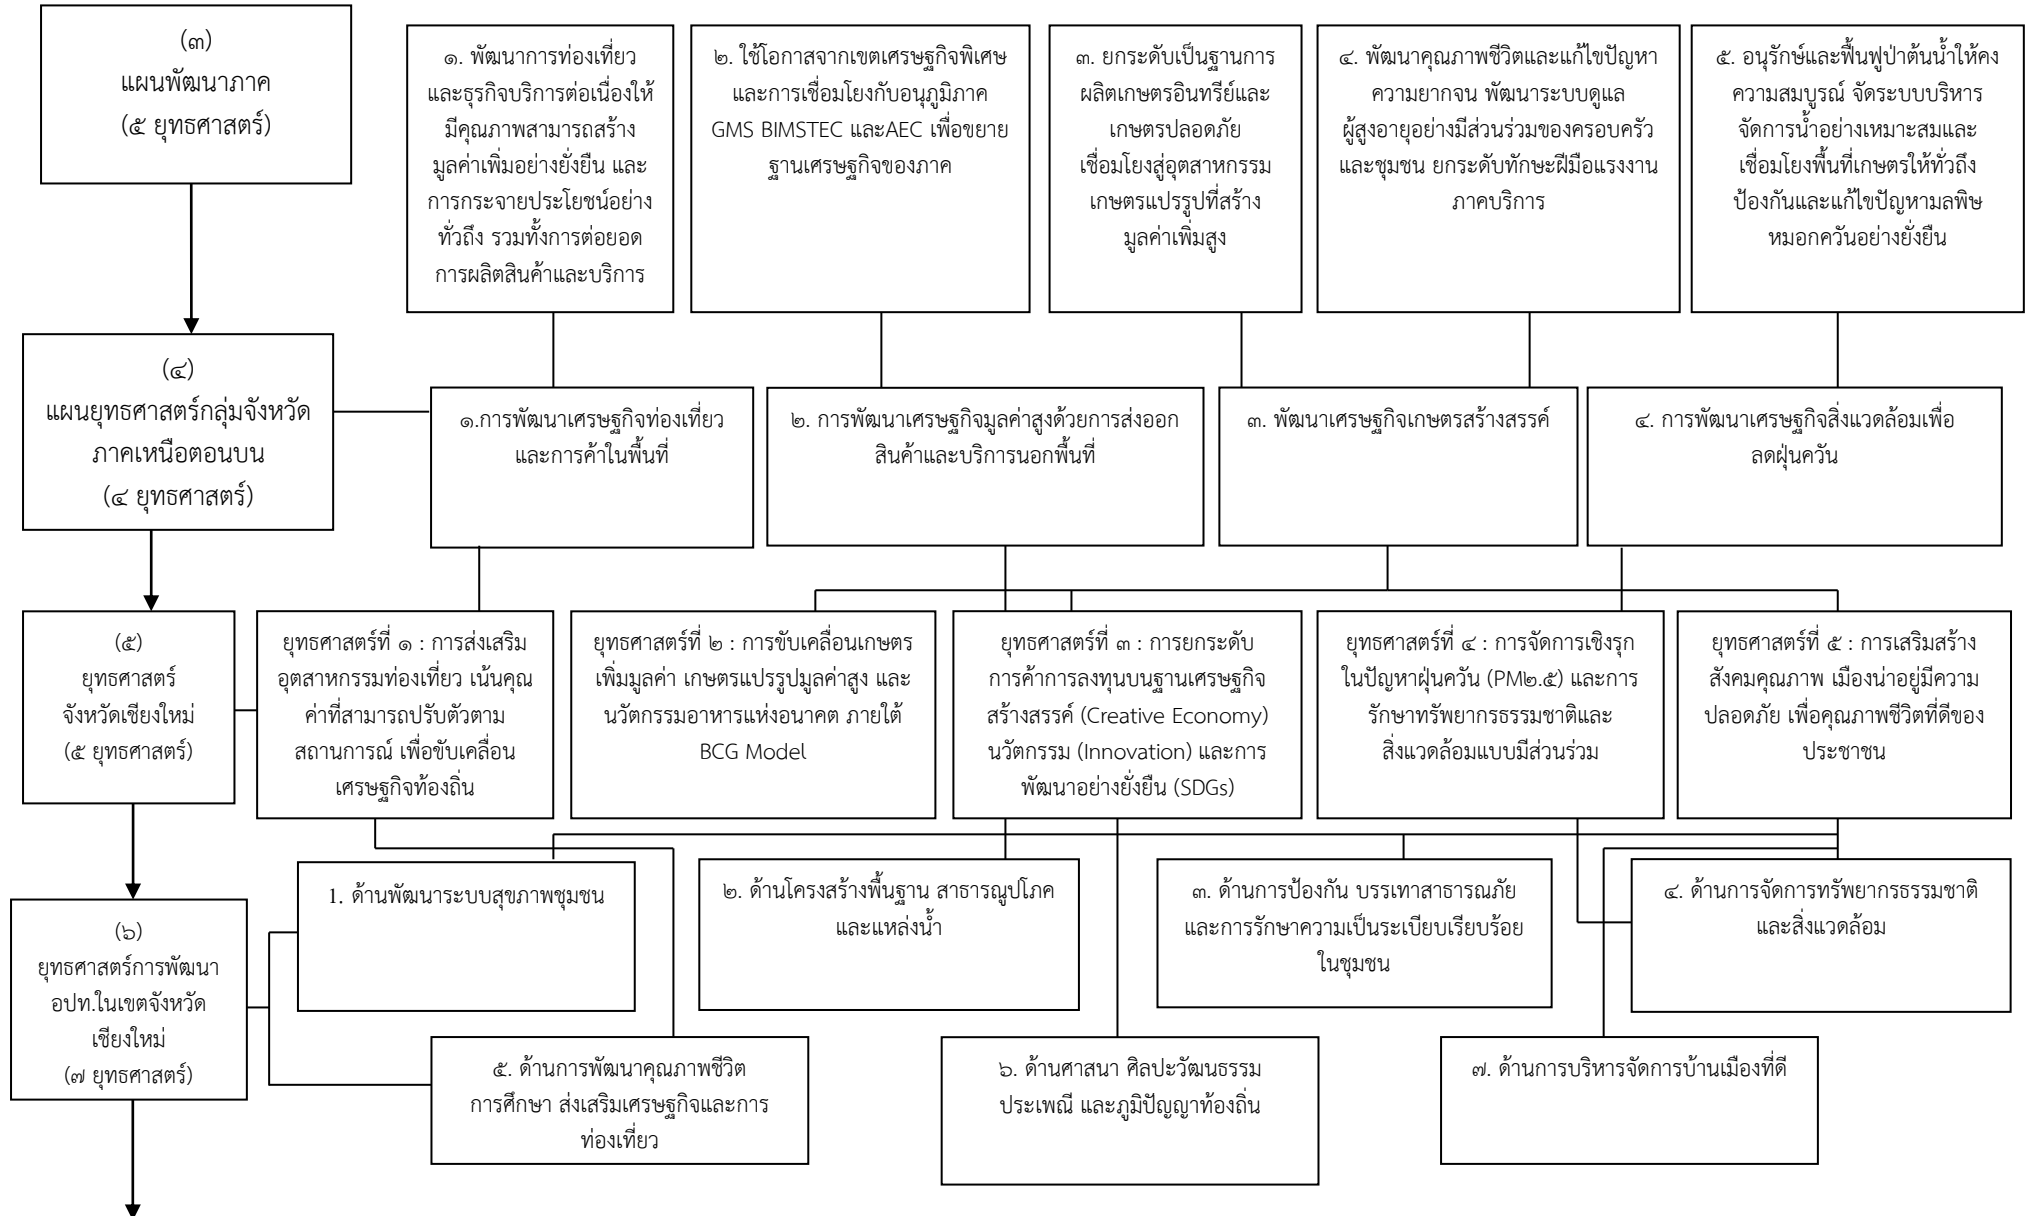 (๓)
แผนพัฒนาภาค
(๕ ยุทธศาสตร์)
๑. พัฒนาการท่องเที่ยว
และธุรกิจบริการต่อเนื่องให้
มีคุณภาพสามารถสร้าง
มูลค่าเพิ่มอย่างยั่งยืน และ
การกระจายประโยชน์อย่าง
ทั่วถึง รวมทั้งการต่อยอด
การผลิตสินค้าและบริการ
๒. ใช้โอกาสจากเขตเศรษฐกิจพิเศษ
และการเชื่อมโยงกับอนุภูมิภาค
GMS BIMSTEC และAEC เพื่อขยาย
ฐานเศรษฐกิจของภาค
๓. ยกระดับเป็นฐานการ
ผลิตเกษตรอินทรีย์และ
เกษตรปลอดภัย
เชื่อมโยงสู่อุตสาหกรรม
เกษตรแปรรูปที่สร้าง
มูลค่าเพิ่มสูง
๔. พัฒนาคุณภาพชีวิตและแก้ไขปัญหา
ความยากจน พัฒนาระบบดูแล
ผู้สูงอายุอย่างมีส่วนร่วมของครอบครัว
และชุมชน ยกระดับทักษะฝีมือแรงงาน
ภาคบริการ
๕. อนุรักษ์และฟื้นฟูป่าต้นน้ำให้คง
ความสมบูรณ์ จัดระบบบริหาร
จัดการน้ำอย่างเหมาะสมและ
เชื่อมโยงพื้นที่เกษตรให้ทั่วถึง
ป้องกันและแก้ไขปัญหามลพิษ
หมอกควันอย่างยั่งยืน
(๔)
แผนยุทธศาสตร์กลุ่มจังหวัด
ภาคเหนือตอนบน
(๔ ยุทธศาสตร์)
๑.การพัฒนาเศรษฐกิจท่องเที่ยว
และการค้าในพื้นที่
๒. การพัฒนาเศรษฐกิจมูลค่าสูงด้วยการส่งออก
สินค้าและบริการนอกพื้นที่
๓. พัฒนาเศรษฐกิจเกษตรสร้างสรรค์
๔. การพัฒนาเศรษฐกิจสิ่งแวดล้อมเพื่อ
ลดฝุ่นควัน
(๕)
ยุทธศาสตร์
จังหวัดเชียงใหม่
(๕ ยุทธศาสตร์)
ยุทธศาสตร์ที่ ๑ : การส่งเสริม
อุตสาหกรรมท่องเที่ยว เน้นคุณ
ค่าที่สามารถปรับตัวตาม
สถานการณ์ เพื่อขับเคลื่อน
เศรษฐกิจท้องถิ่น
ยุทธศาสตร์ที่ ๒ : การขับเคลื่อนเกษตร
เพิ่มมูลค่า เกษตรแปรรูปมูลค่าสูง และ
นวัตกรรมอาหารแห่งอนาคต ภายใต้
BCG Model
ยุทธศาสตร์ที่ ๓ : การยกระดับ
การค้าการลงทุนบนฐานเศรษฐกิจ
สร้างสรรค์ (Creative Economy)
นวัตกรรม (Innovation) และการ
พัฒนาอย่างยั่งยืน (SDGs)
ยุทธศาสตร์ที่ ๔ : การจัดการเชิงรุก
ในปัญหาฝุ่นควัน (PM๒.๕) และการ
รักษาทรัพยากรธรรมชาติและ
สิ่งแวดล้อมแบบมีส่วนร่วม
ยุทธศาสตร์ที่ ๕ : การเสริมสร้าง
สังคมคุณภาพ เมืองน่าอยู่มีความ
ปลอดภัย เพื่อคุณภาพชีวิตที่ดีของ
ประชาชน
(๖)
ยุทธศาสตร์การพัฒนา
อปท.ในเขตจังหวัด
เชียงใหม่
(๗ ยุทธศาสตร์)
1. ด้านพัฒนาระบบสุขภาพชุมชน
๒. ด้านโครงสร้างพื้นฐาน สาธารณูปโภค
และแหล่งน้ำ
๓. ด้านการป้องกัน บรรเทาสาธารณภัย
และการรักษาความเป็นระเบียบเรียบร้อย
ในชุมชน
๔. ด้านการจัดการทรัพยากรธรรมชาติ
และสิ่งแวดล้อม
๕. ด้านการพัฒนาคุณภาพชีวิต
การศึกษา ส่งเสริมเศรษฐกิจและการ
ท่องเที่ยว
๖. ด้านศาสนา ศิลปะวัฒนธรรม
ประเพณี และภูมิปัญญาท้องถิ่น
๗. ด้านการบริหารจัดการบ้านเมืองที่ดี